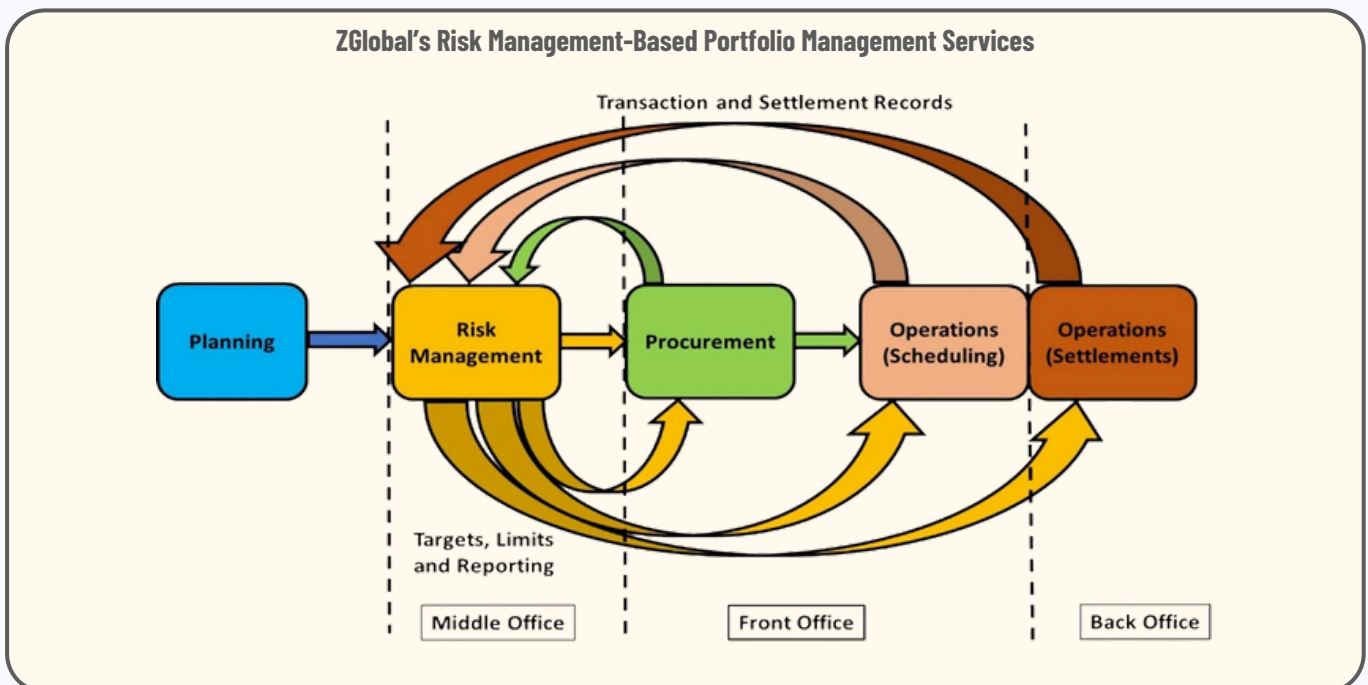 ZGlobal's Risk Management-Based Portfolio Management Services
Transaction and Settlement Records
Planning
Risk
Management
Procurement
Operations
(Scheduling)
Operations
(Settlements)
Targets, Limits
and Reporting
Middle Office
Front Office
Back Office